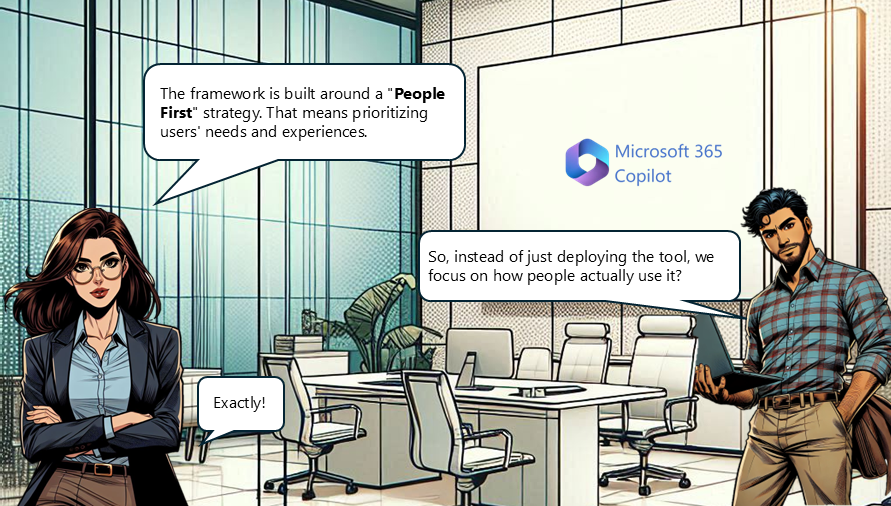 The framework is built around a "People
First" strategy. That means prioritizing
users' needs and experiences.
Microsoft 365
Copilot
So, instead of just deploying the tool, we
focus on how people actually use it?
Exactly!